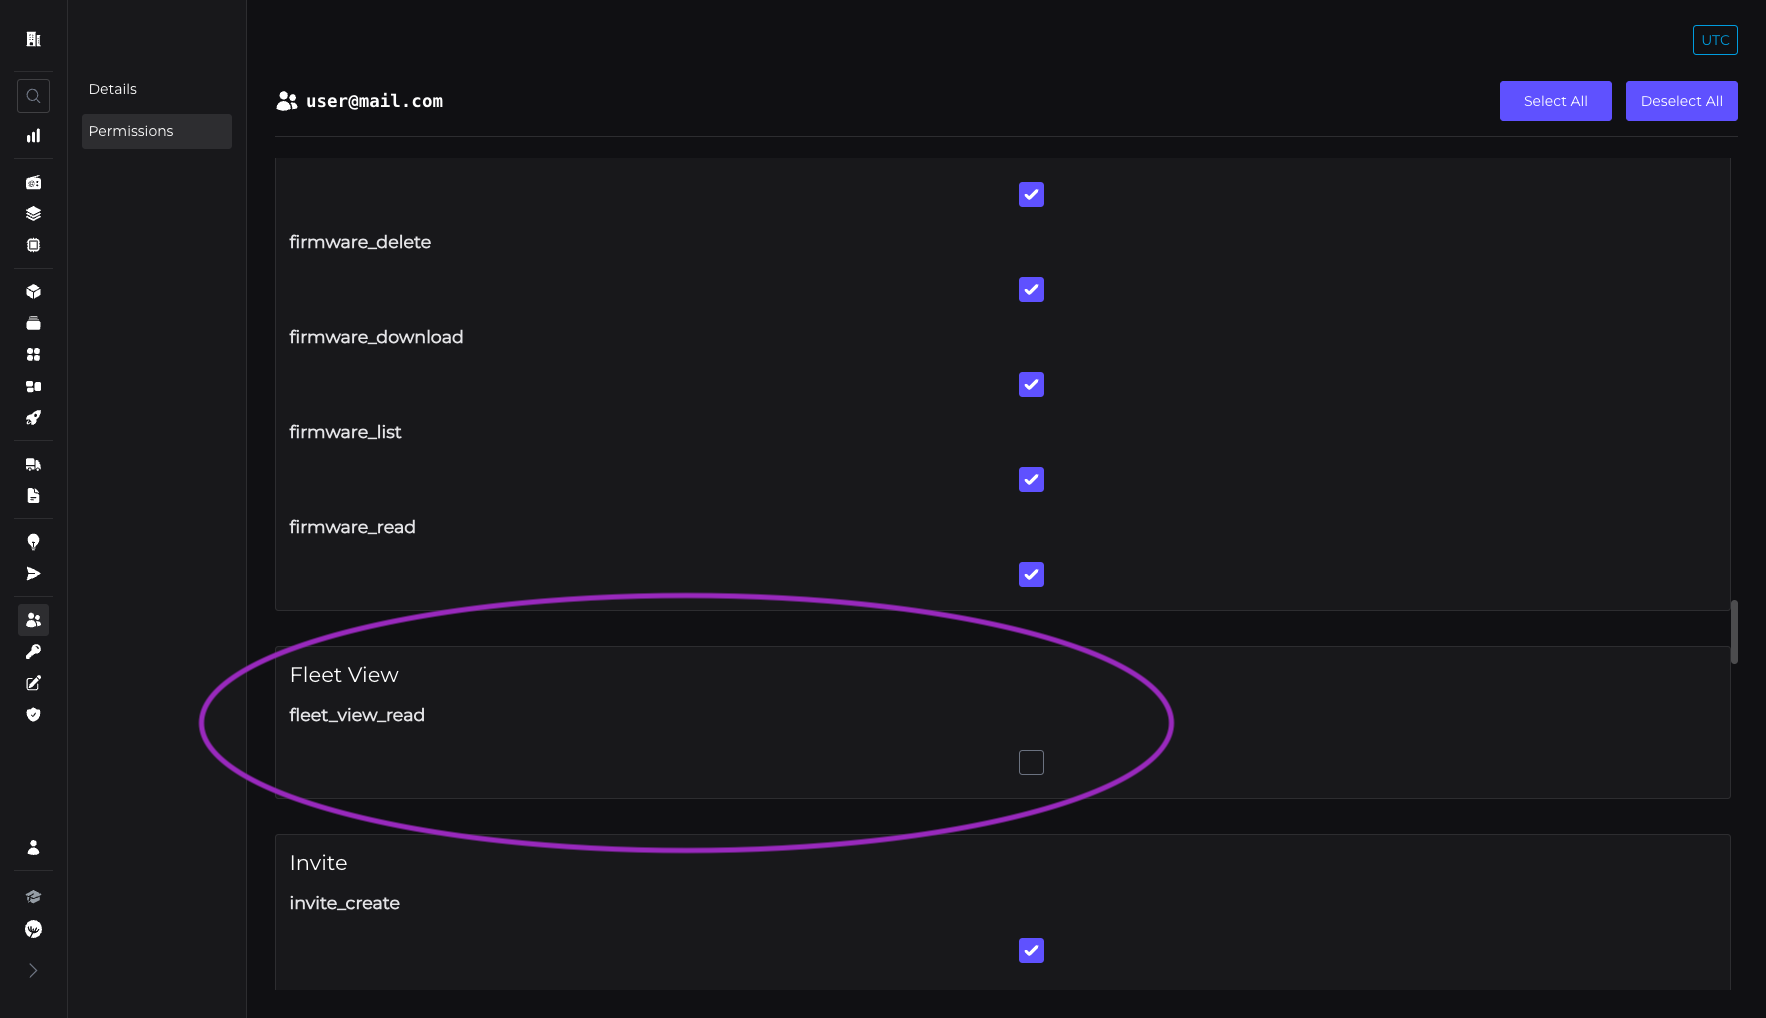 UTC
Details
Permissions
user@mail.com
Select All
Deselect All
firmware_delete
firmware_download
firmware_list
firmware_read
Fleet View
fleet_view_read
Invite
invite_create